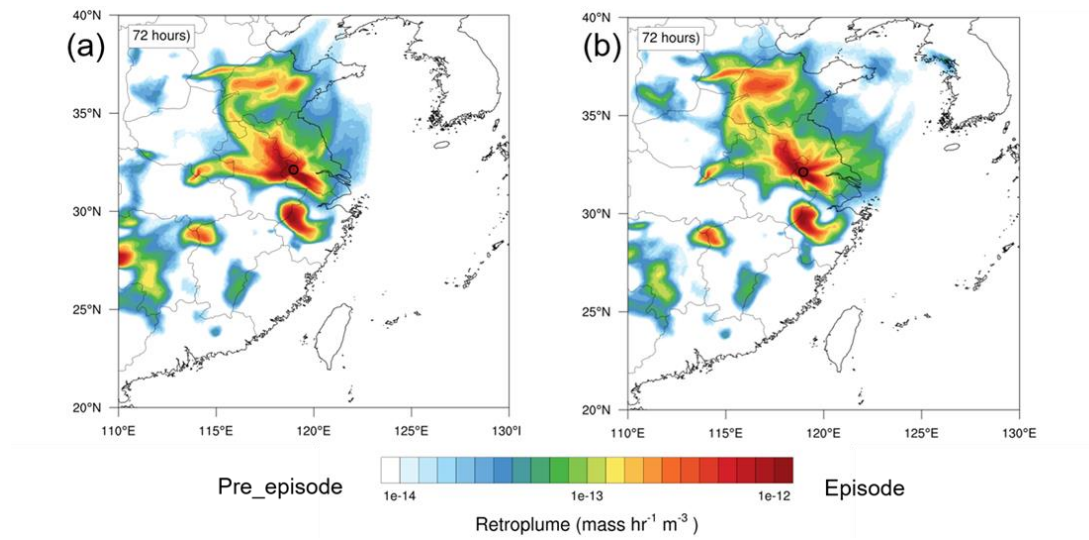 (a)
72 hours)
40°N
35°N
30°N
25°N
20°N
110°E
115°E
120°E
125°E
130°I
(b)
72 hours)
40°N
35°N
30°N
25°N
20°N
110°E
115°E
120°E
125°E
130°E
Pre_episode
1e-14
1e-13
1e-12
Episode
Retroplume (mass hr⁻¹ m⁻³ )